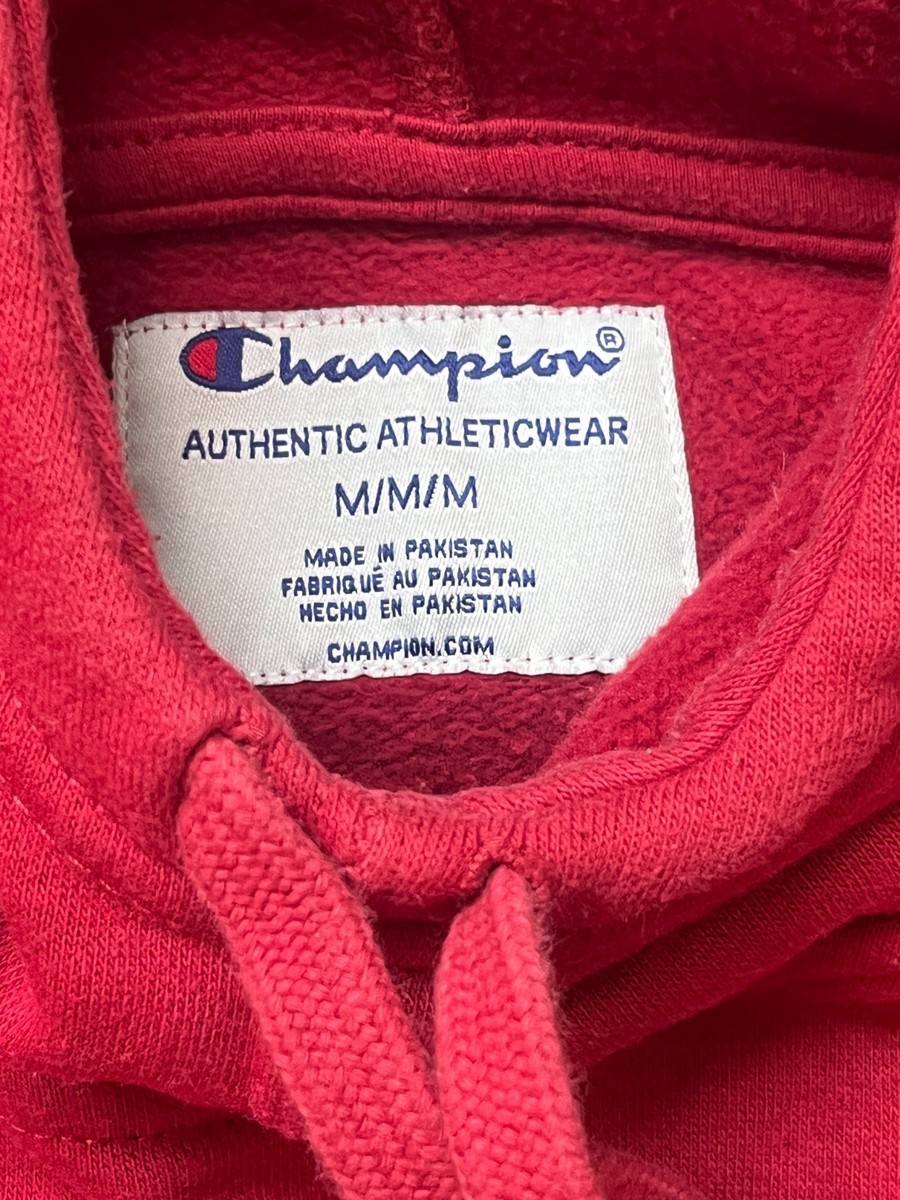 Champion®
AUTHENTIC ATHLETICWEAR
M/M/M
MADE IN PAKISTAN
FABRIQUÉ AU PAKISTAN
HECHO EN PAKISTAN
CHAMPION.COM